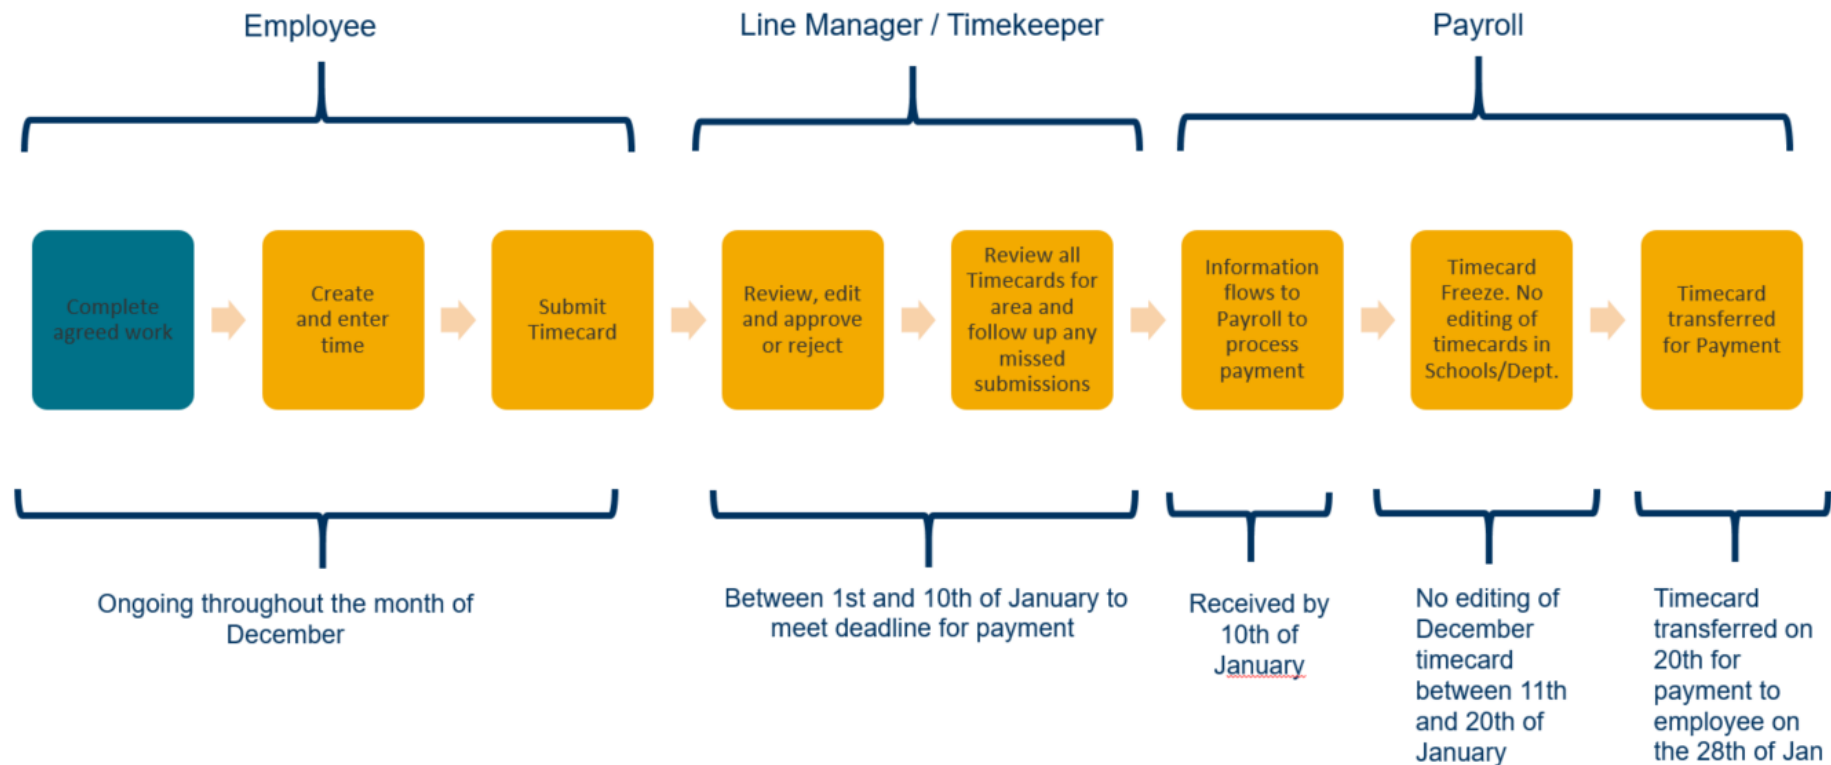 Employee
Line Manager / Timekeeper
Payroll
Complete
agreed work
Create
and enter
time
Submit
Timecard
Review, edit
and approve
or reject
Review all
Timecards for
area and
follow up any
missed
submissions
Information
flows to
Payroll to
process
payment
Timecard
Freeze. No
editing of
timecards in
Schools/Dept.
Timecard
transferred
for Payment
Ongoing throughout the month of
December
Between 1st and 10th of January to
meet deadline for payment
Received by
10th of
January
No editing of
December
timecard
between 11th
and 20th of
January
Timecard
transferred on
20th for
payment to
employee on
the 28th of Jan